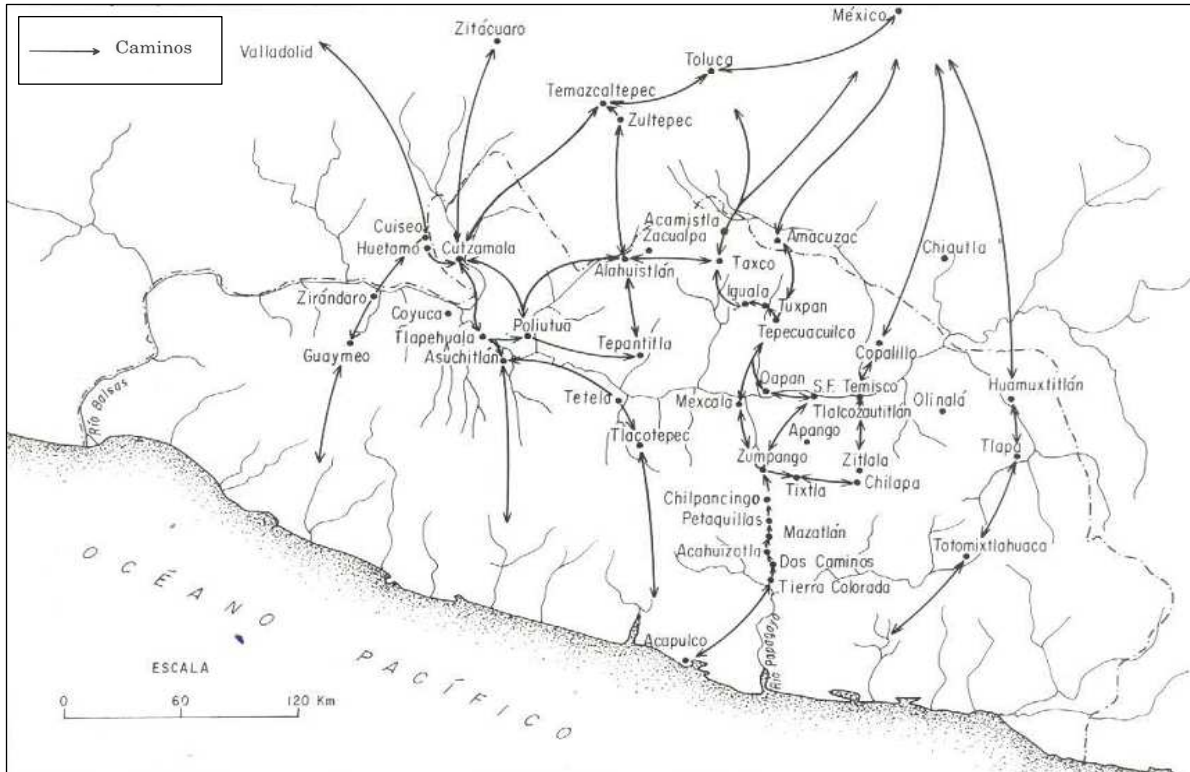 Caminos
México
Zitácuaro
Valladolid
Toluca
Temazcaltepec
Zultepec
Cuiseo
Huetamo
Cutzamala
Acamistla
Zacualpa
Amacuzac
Alahuistlán
Taxco
Chiautla
Zirándaro
Coyuca
Iguala
Tuxpan
Tlapehuala
Poliutua
Tepecuacuilco
Guaymeo
Asuchitlán
Tepantitla
Copalillo
Río Balsas
Oapan
S.F. Temisco
Huamuxtitlán
Tetela
Mexcala
Tlalcozautitlán
Olinalá
Tlacotepec
Apango
Zumpango
Zitlala
Tlapa
Tixtla
Chilapa
Chilpancingo
Petaquillas
Mazatlán
Acahuizotla
Totomixtlahuaca
Dos Caminos
Tierra Colorada
Río Papagayo
Acapulco
OCÉANO PACÍFICO
ESCALA
0 60 120 Km